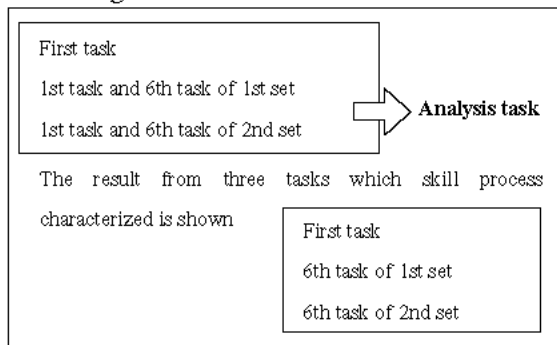 First task
1st task and 6th task of 1st set
1st task and 6th task of 2nd set
Analysis task
The result from three tasks which skill process
characterized is shown
First task
6th task of 1st set
6th task of 2nd set